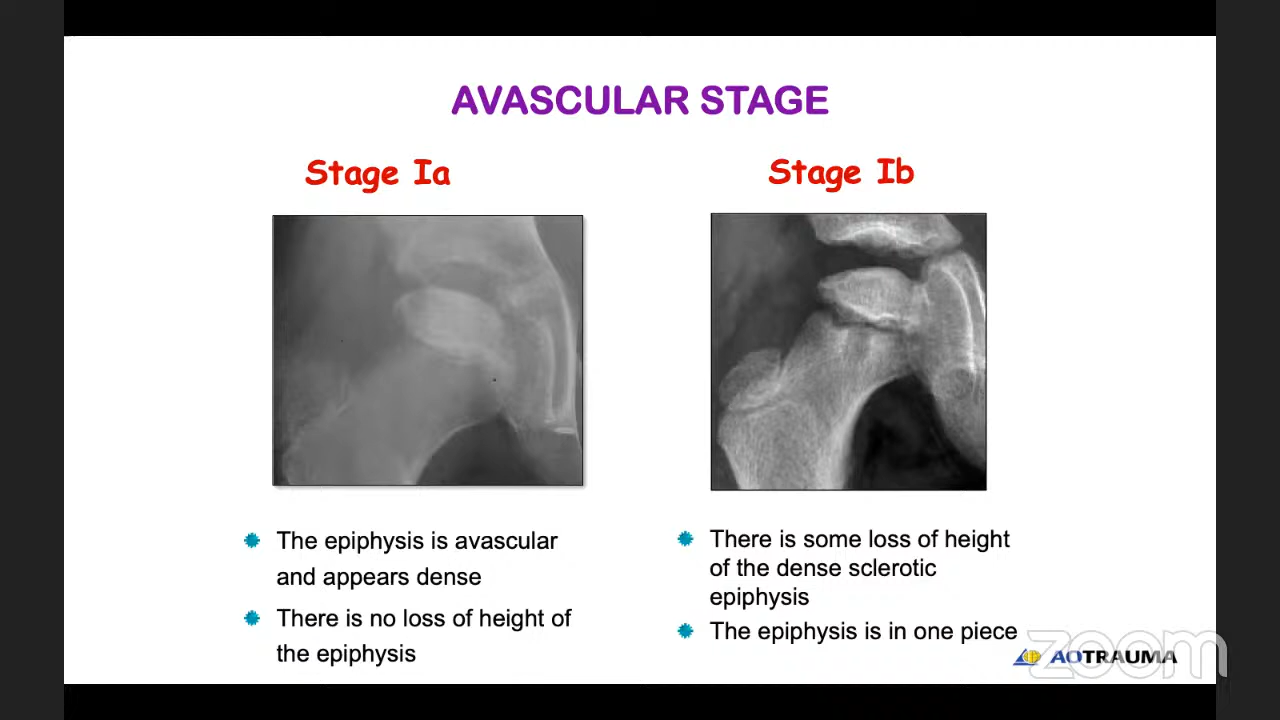 AVASCULAR STAGE
Stage Ia
Stage Ib
The epiphysis is avascular
and appears dense
There is no loss of height of
the epiphysis
There is some loss of height
of the dense sclerotic
epiphysis
The epiphysis is in one piece
AOTRAUMA
zoom